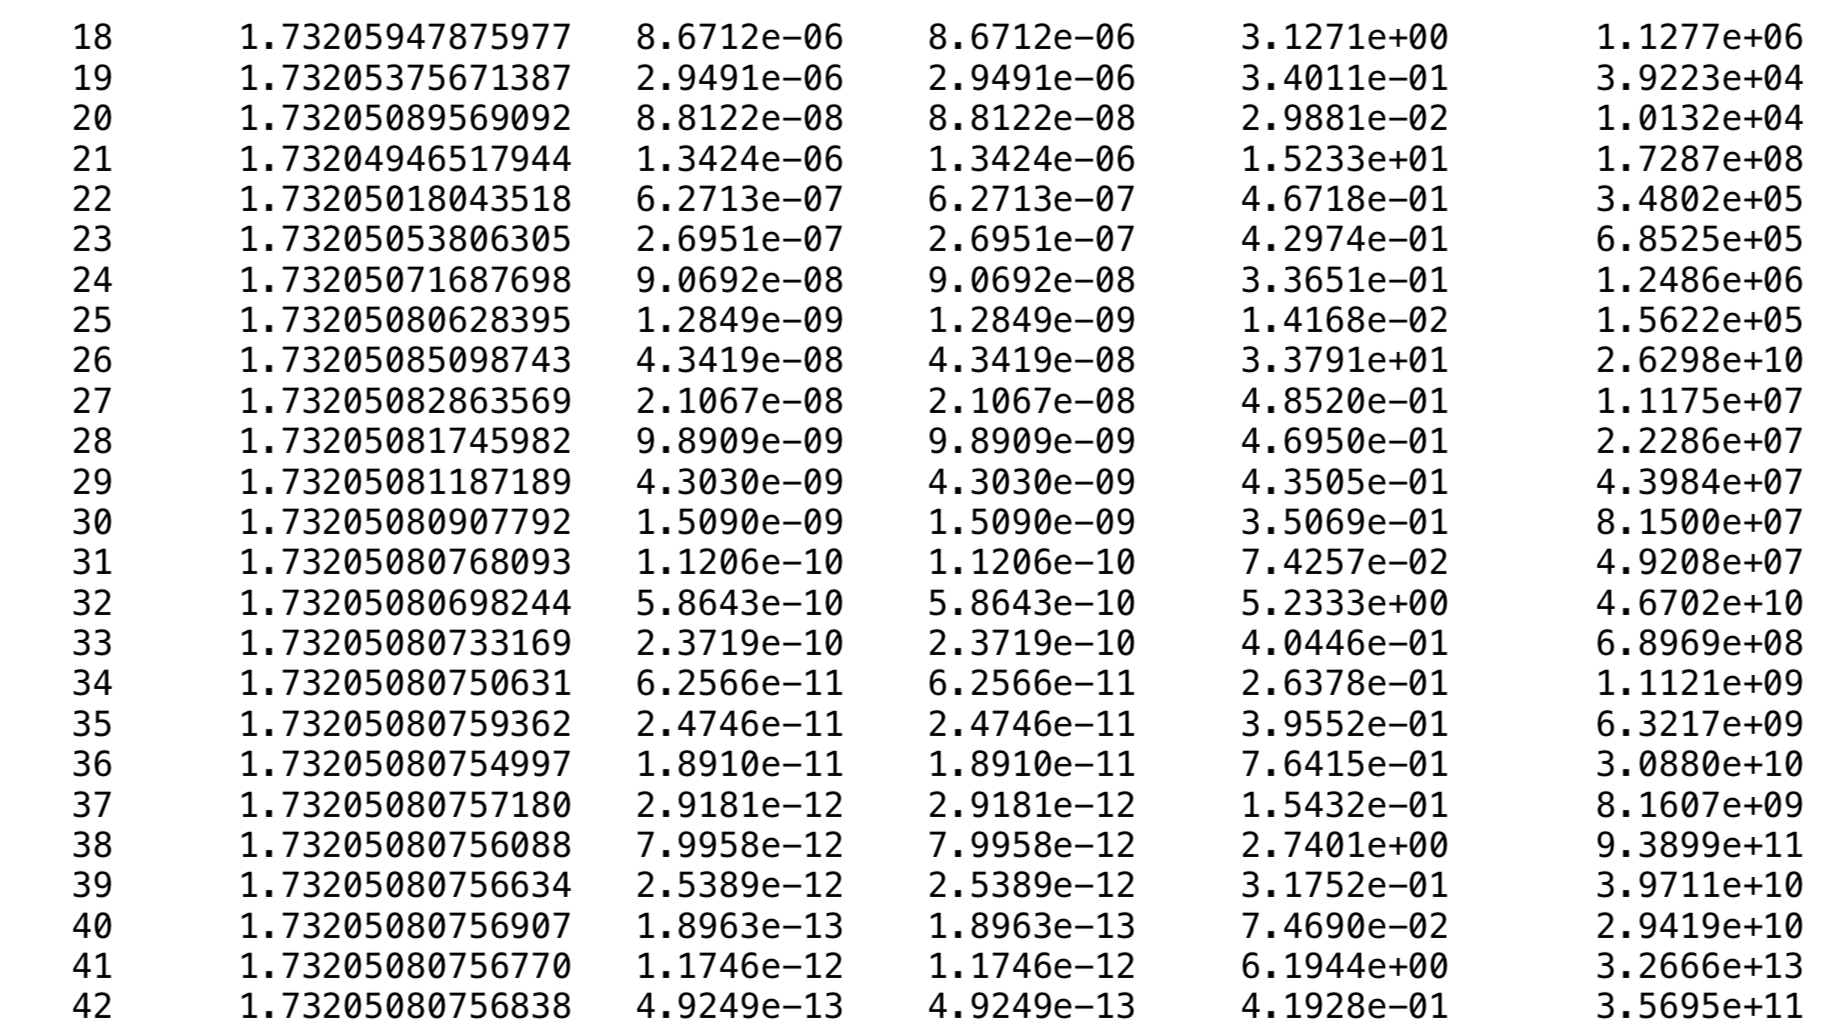 18 1.73205947875977 8.6712e−06 8.6712e−06 3.1271e+00 1.1277e+06
19 1.73205375671387 2.9491e−06 2.9491e−06 3.4011e−01 3.9223e+04
20 1.73205089569092 8.8122e−08 8.8122e−08 2.9881e−02 1.0132e+04
21 1.73204946517944 1.3424e−06 1.3424e−06 1.5233e+01 1.7287e+08
22 1.73205018043518 6.2713e−07 6.2713e−07 4.6718e−01 3.4802e+05
23 1.73205053806305 2.6951e−07 2.6951e−07 4.2974e−01 6.8525e+05
24 1.73205071687698 9.0692e−08 9.0692e−08 3.3651e−01 1.2486e+06
25 1.73205080628395 1.2849e−09 1.2849e−09 1.4168e−02 1.5622e+05
26 1.73205085098743 4.3419e−08 4.3419e−08 3.3791e+01 2.6298e+10
27 1.73205082863569 2.1067e−08 2.1067e−08 4.8520e−01 1.1175e+07
28 1.73205081745982 9.8909e−09 9.8909e−09 4.6950e−01 2.2286e+07
29 1.73205081187189 4.3030e−09 4.3030e−09 4.3505e−01 4.3984e+07
30 1.73205080907792 1.5090e−09 1.5090e−09 3.5069e−01 8.1500e+07
31 1.73205080768093 1.1206e−10 1.1206e−10 7.4257e−02 4.9208e+07
32 1.73205080698244 5.8643e−10 5.8643e−10 5.2333e+00 4.6702e+10
33 1.73205080733169 2.3719e−10 2.3719e−10 4.0446e−01 6.8969e+08
34 1.73205080750631 6.2566e−11 6.2566e−11 2.6378e−01 1.1121e+09
35 1.73205080759362 2.4746e−11 2.4746e−11 3.9552e−01 6.3217e+09
36 1.73205080754997 1.8910e−11 1.8910e−11 7.6415e−01 3.0880e+10
37 1.73205080757180 2.9181e−12 2.9181e−12 1.5432e−01 8.1607e+09
38 1.73205080756088 7.9958e−12 7.9958e−12 2.7401e+00 9.3899e+11
39 1.73205080756634 2.5389e−12 2.5389e−12 3.1752e−01 3.9711e+10
40 1.73205080756907 1.8963e−13 1.8963e−13 7.4690e−02 2.9419e+10
41 1.73205080756770 1.1746e−12 1.1746e−12 6.1944e+00 3.2666e+13
42 1.73205080756838 4.9249e−13 4.9249e−13 4.1928e−01 3.5695e+11